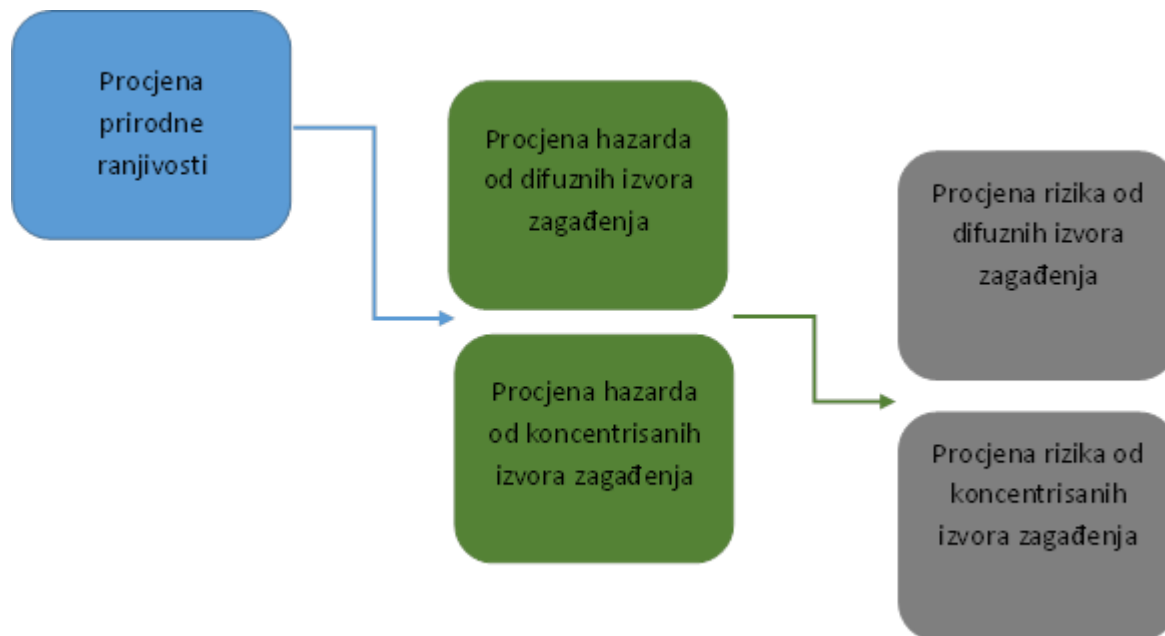 Procjena
prirodne
ranjivosti
Procjena hazarda
od difuznih izvora
zagađenja
Procjena hazarda
od koncentrisanih
izvora zagađenja
Procjena rizika od
difuznih izvora
zagađenja
Procjena rizika od
koncentrisanih
izvora zagađenja